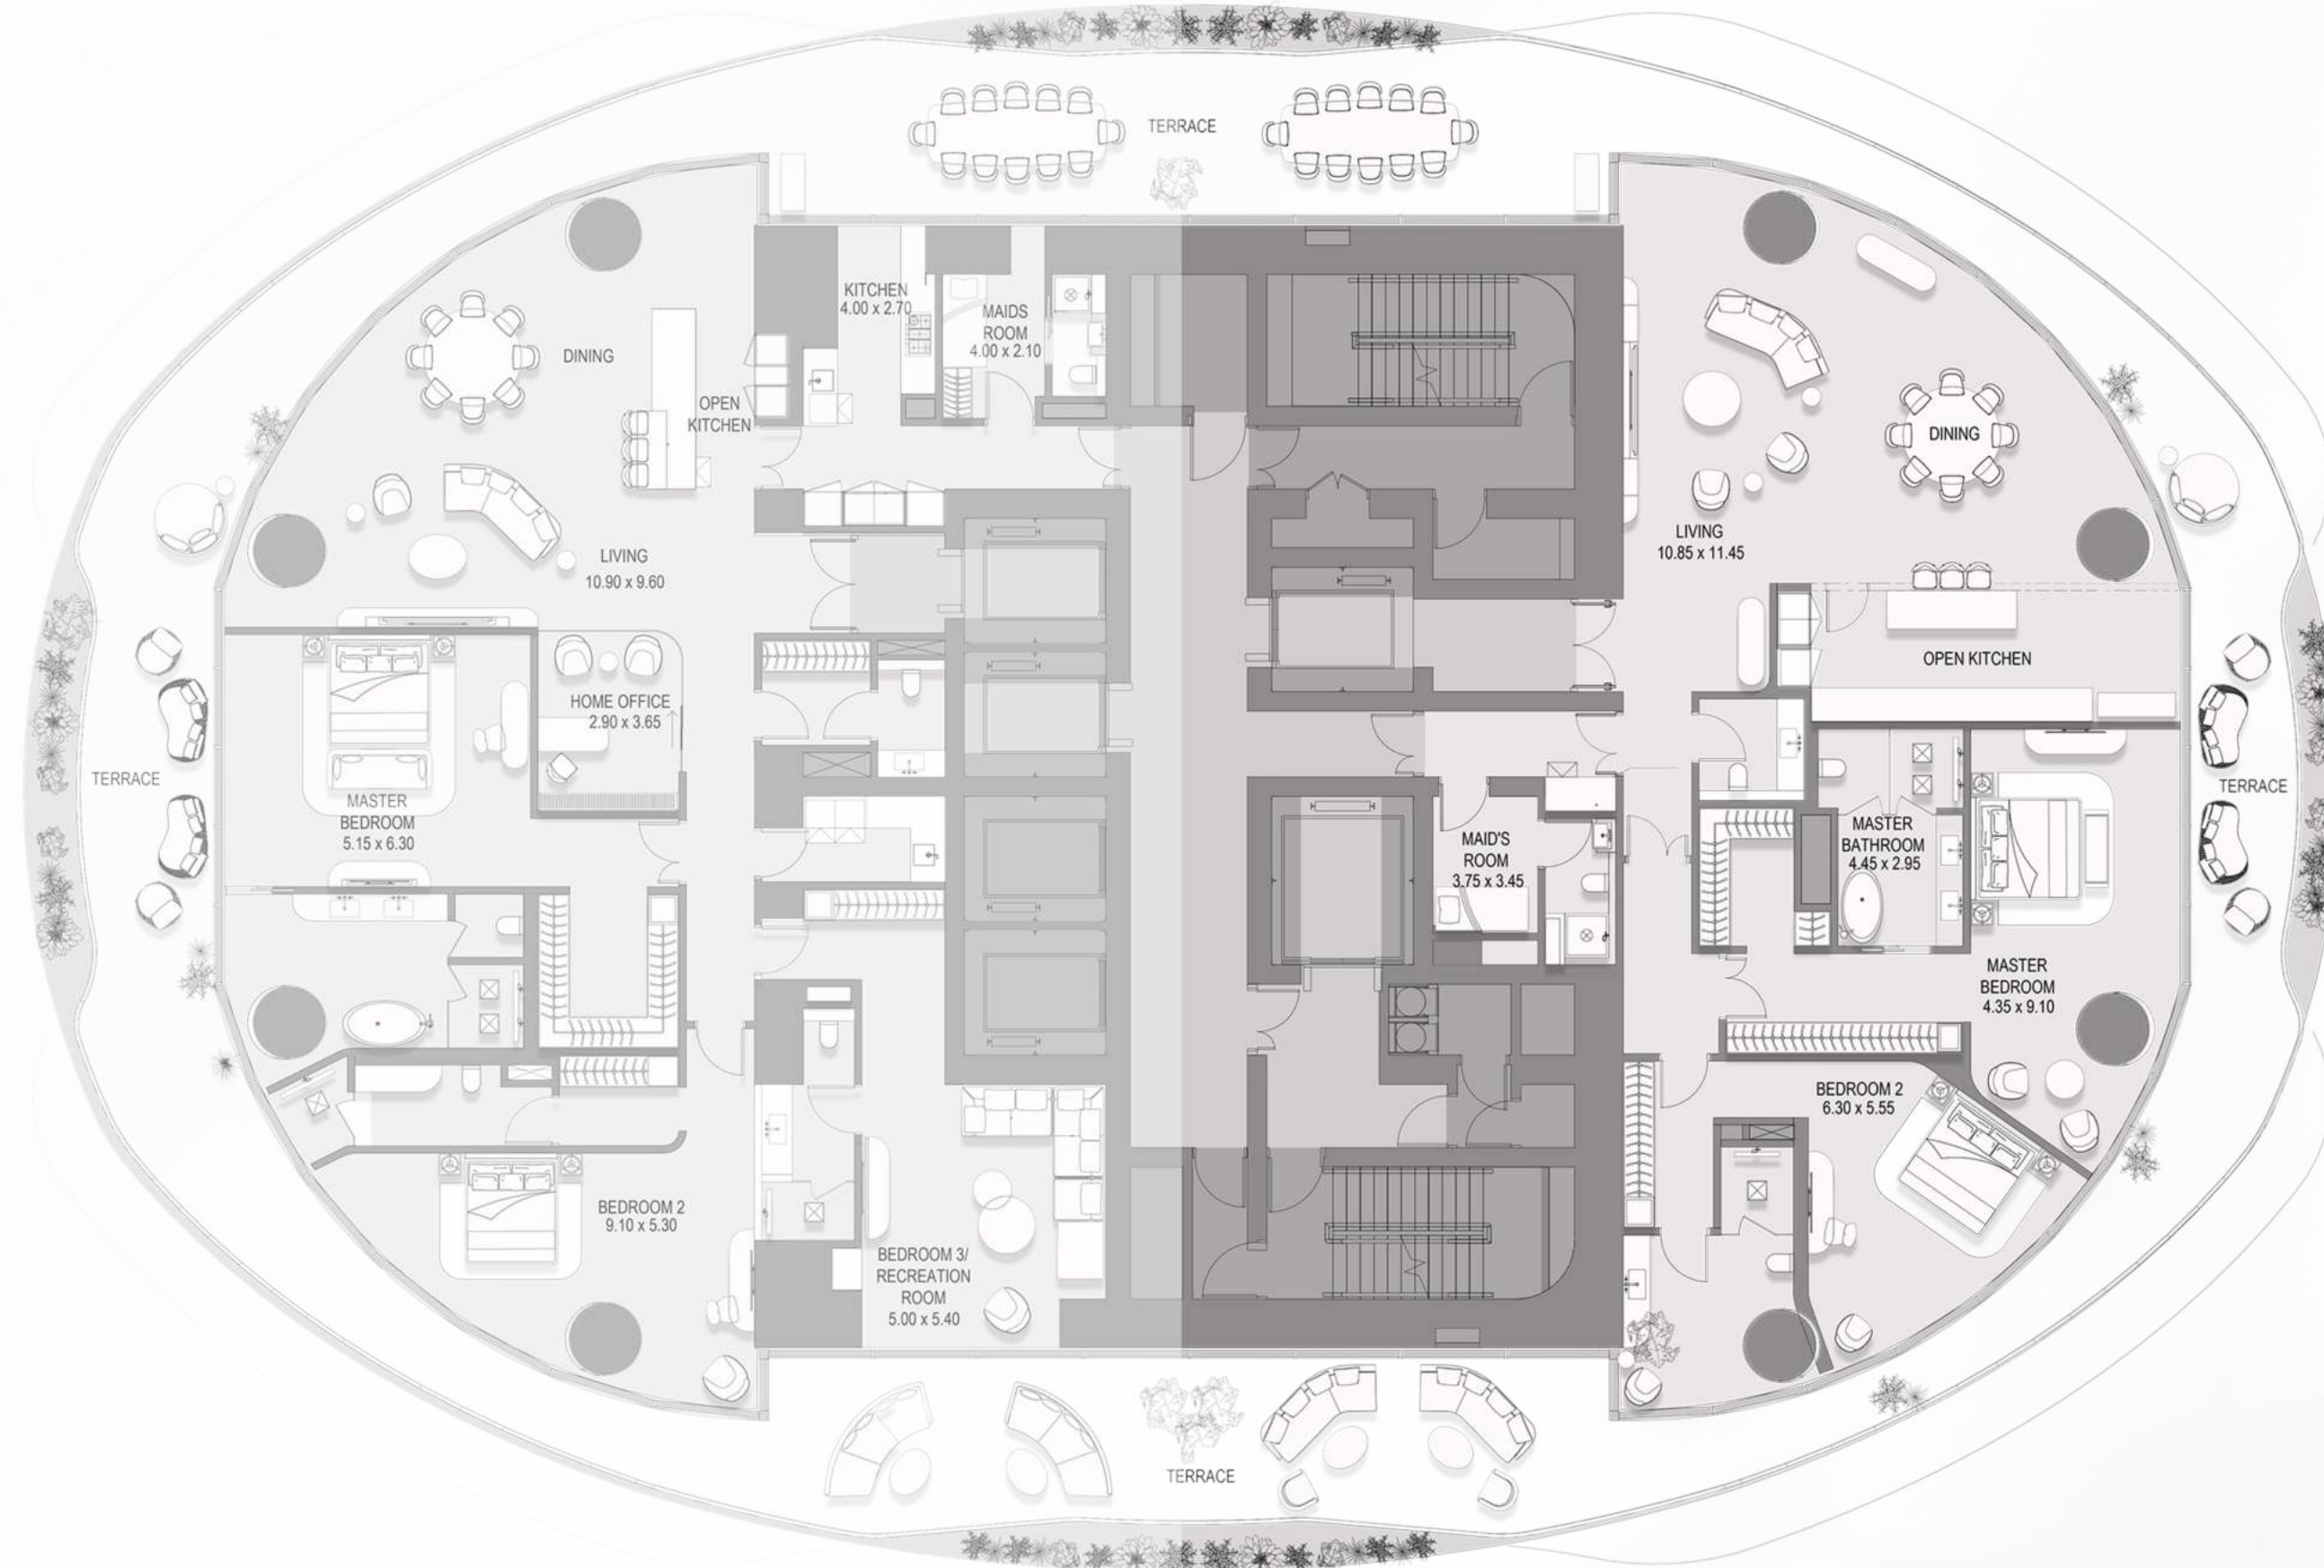 TERRACE
KITCHEN
4.00 x 2.70
MAIDS
ROOM
4.00 x 2.10
DINING
OPEN
KITCHEN
LIVING
10.90 x 9.60
HOME OFFICE
2.90 x 3.65
TERRACE
MASTER
BEDROOM
5.15 x 6.30
BEDROOM 2
9.10 x 5.30
BEDROOM 3/
RECREATION
ROOM
5.00 x 5.40
DINING
LIVING
10.85 x 11.45
OPEN KITCHEN
MAID'S
ROOM
3.75 x 3.45
MASTER
BATHROOM
4.45 x 2.95
TERRACE
MASTER
BEDROOM
4.35 x 9.10
BEDROOM 2
6.30 x 5.55
TERRACE